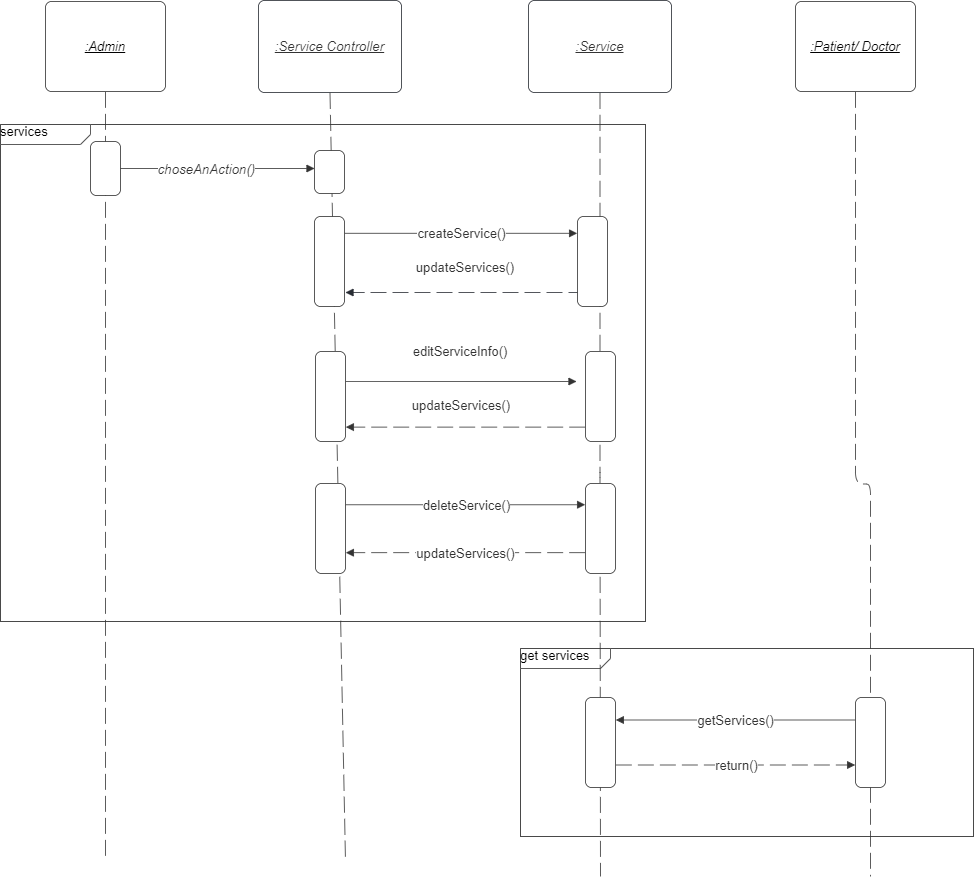 :Admin
:Service Controller
:Service
:Patient/ Doctor
services
choseAnAction()
createService()
updateServices()
editServiceInfo()
updateServices()
deleteService()
updateServices()
get services
getServices()
return()